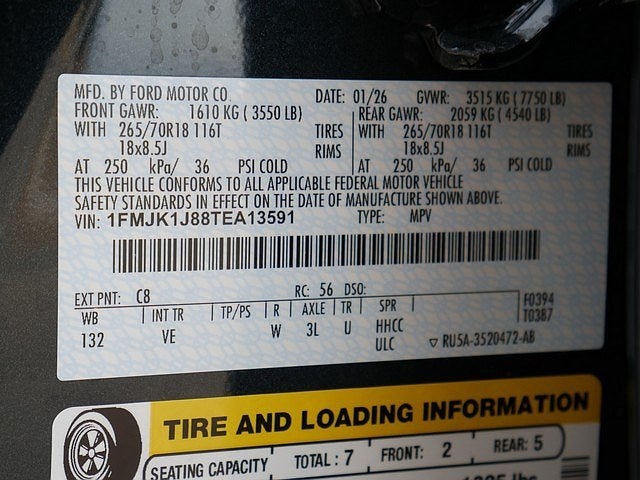 MFD. BY FORD MOTOR CO. DATE: 01/26 GVWR: 3515 KG ( 7750 LB)
FRONT GAWR: 1610 KG ( 3550 LB) REAR GAWR: 2059 KG ( 4540 LB)
WITH 265/70R18 116T TIRES WITH 265/70R18 116T TIRES
18x8.5J RIMS 18x8.5J RIMS
AT 250 kPa/ 36 PSI COLD AT 250 kPa/ 36 PSI COLD
THIS VEHICLE CONFORMS TO ALL APPLICABLE FEDERAL MOTOR VEHICLE
SAFETY STANDARDS IN EFFECT ON THE DATE OF MANUFACTURE SHOWN ABOVE.
VIN: 1FMJK1J88TEA13591 TYPE: MPV
EXT PNT: C8 RC: 56 DSO:
WB INT TR TP/PS R AXLE TR SPR F0394
T0387
132 VE W 3L U HHCC
ULC ▽ RU5A-3520472-AB
TIRE AND LOADING INFORMATION
SEATING CAPACITY TOTAL : 7 FRONT: 2 REAR: 5
lbs